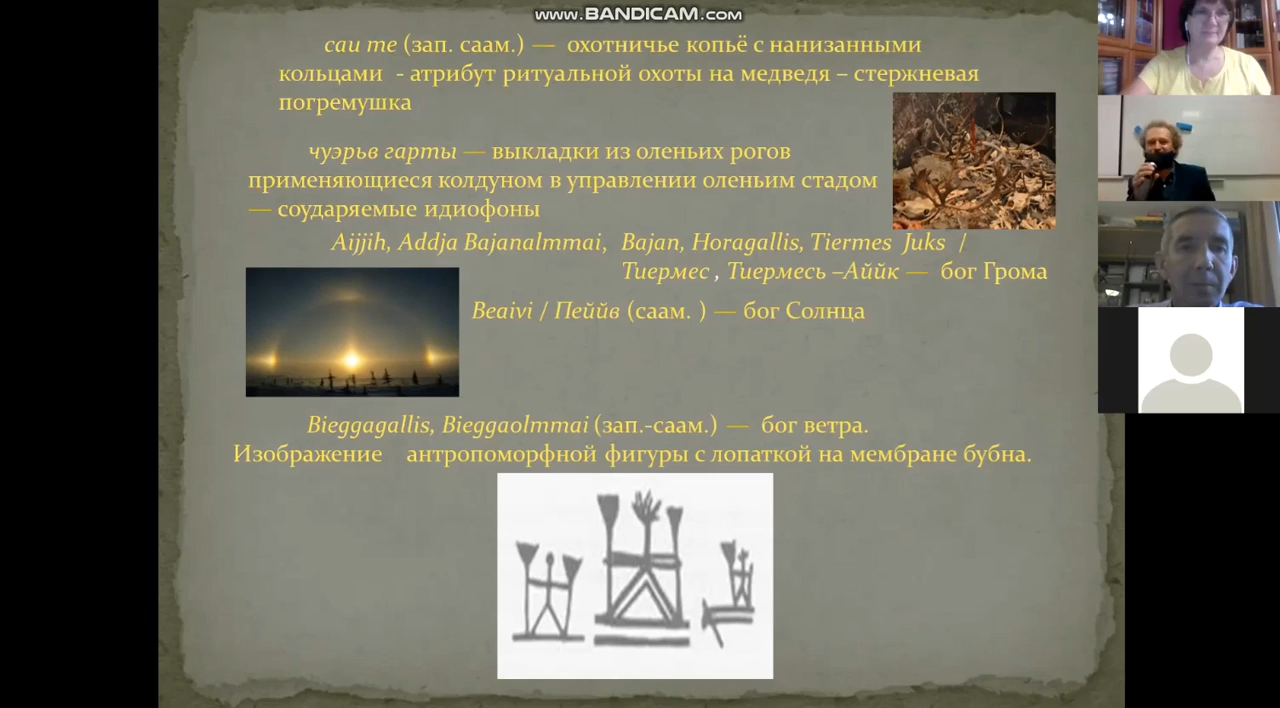 www.BANDICAM.com
саи те (зап. саам.) — охотничье копьё с нанизанными
кольцами - атрибут ритуальной охоты на медведя – стержневая
погремушка
чуэрьв гарты — выкладки из оленьих рогов
применяющиеся колдуном в управлении оленьим стадом
— соударяемые идиофоны
Aijjih, Addja Bajanalmmai, Bajan, Horagallis, Tiermes Juks /
Тиермес , Тиермесь –Аййк — бог Грома
Beaivi / Пеййв (саам. ) — бог Солнца
Bieggagallis, Bieggaolmmai (зап.-саам.) — бог ветра.
Изображение антропоморфной фигуры с лопаткой на мембране бубна.